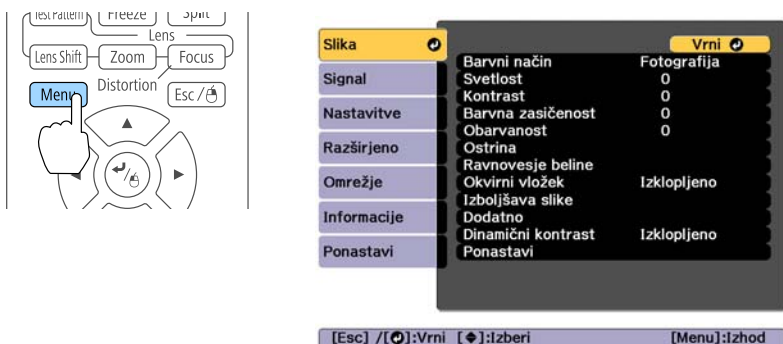 Test Pattern Freeze Split
Lens
Lens Shift Zoom Focus
Menu Distortion Esc /
Slika
Signal
Nastavitve
Razširjeno
Omrežje
Informacije
Ponastavi
Vrni
Barvni način Fotografija
Svetlost 0
Kontrast 0
Barvna zasičenost 0
Obarvanost 0
Ostrina
Ravnovesje beline
Okvirni vložek Izklopljeno
Izboljšava slike
Dodatno
Dinamični kontrast Izklopljeno
Ponastavi
[Esc] /[ ]:Vrni [ ]:Izberi [Menu]:Izhod